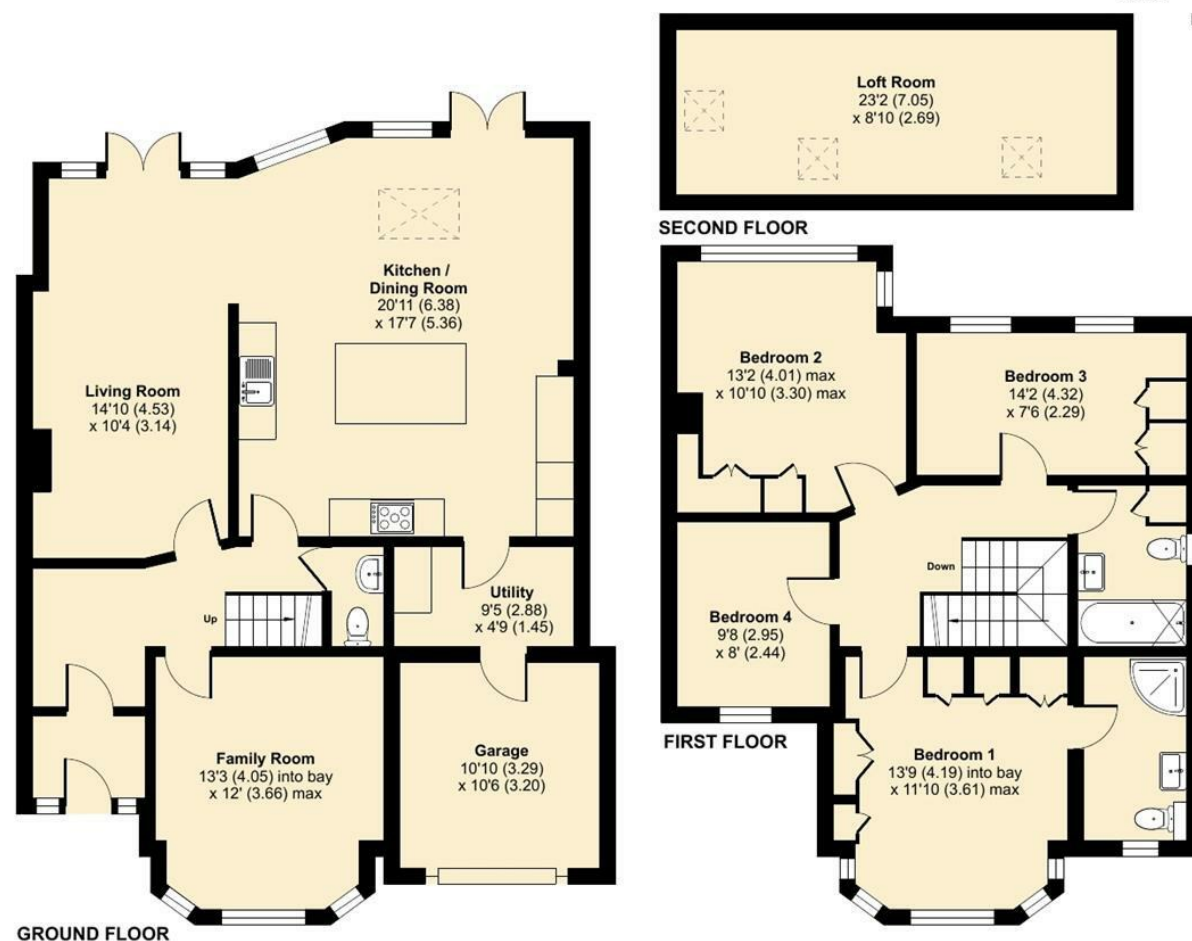 Loft Room
23'2 (7.05)
x 8'10 (2.69)
SECOND FLOOR
Kitchen /
Dining Room
20'11 (6.38)
x 17'7 (5.36)
Living Room
14'10 (4.53)
x 10'4 (3.14)
Utility
9'5 (2.88)
x 4'9 (1.45)
Up
Family Room
13'3 (4.05) into bay
x 12' (3.66) max
Garage
10'10 (3.29)
x 10'6 (3.20)
GROUND FLOOR
Bedroom 2
13'2 (4.01) max
x 10'10 (3.30) max
Bedroom 3
14'2 (4.32)
x 7'6 (2.29)
Down
Bedroom 4
9'8 (2.95)
x 8' (2.44)
FIRST FLOOR
Bedroom 1
13'9 (4.19) into bay
x 11'10 (3.61) max